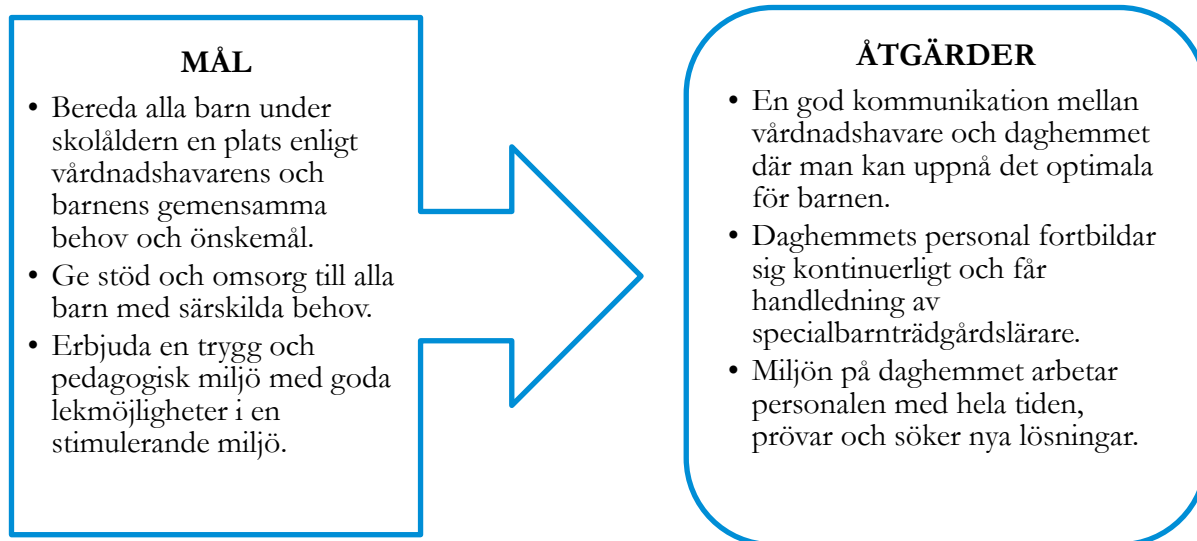 MÅL
• Bereda alla barn under
skolåldern en plats enligt
vårdnadshavarens och
barnens gemensamma
behov och önskemål.
• Ge stöd och omsorg till alla
barn med särskilda behov.
• Erbjuda en trygg och
pedagogisk miljö med goda
lekmöjligheter i en
stimulerande miljö.
ÅTGÄRDER
• En god kommunikation mellan
vårdnadshavare och daghemmet
där man kan uppnå det optimala
för barnen.
• Daghemmets personal fortbildar
sig kontinuerligt och får
handledning av
specialbarnträdgårdslärare.
• Miljön på daghemmet arbetar
personalen med hela tiden,
prövar och söker nya lösningar.